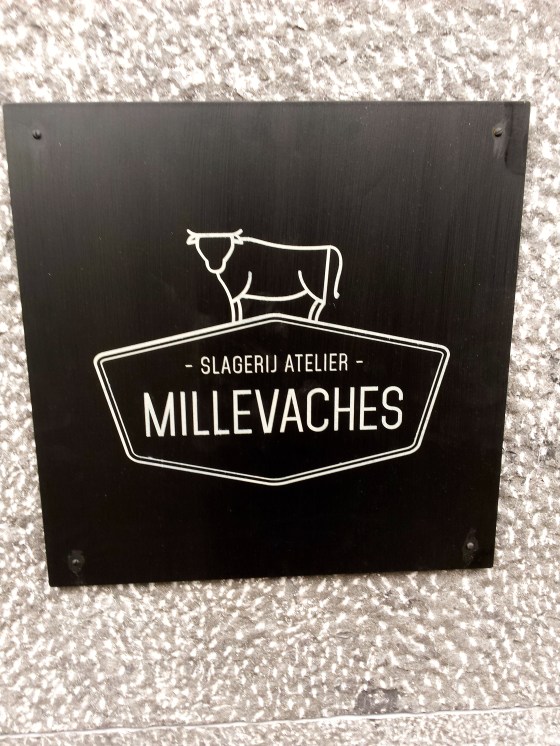 - SLAGERIJ ATELIER -
MILLEVACHES